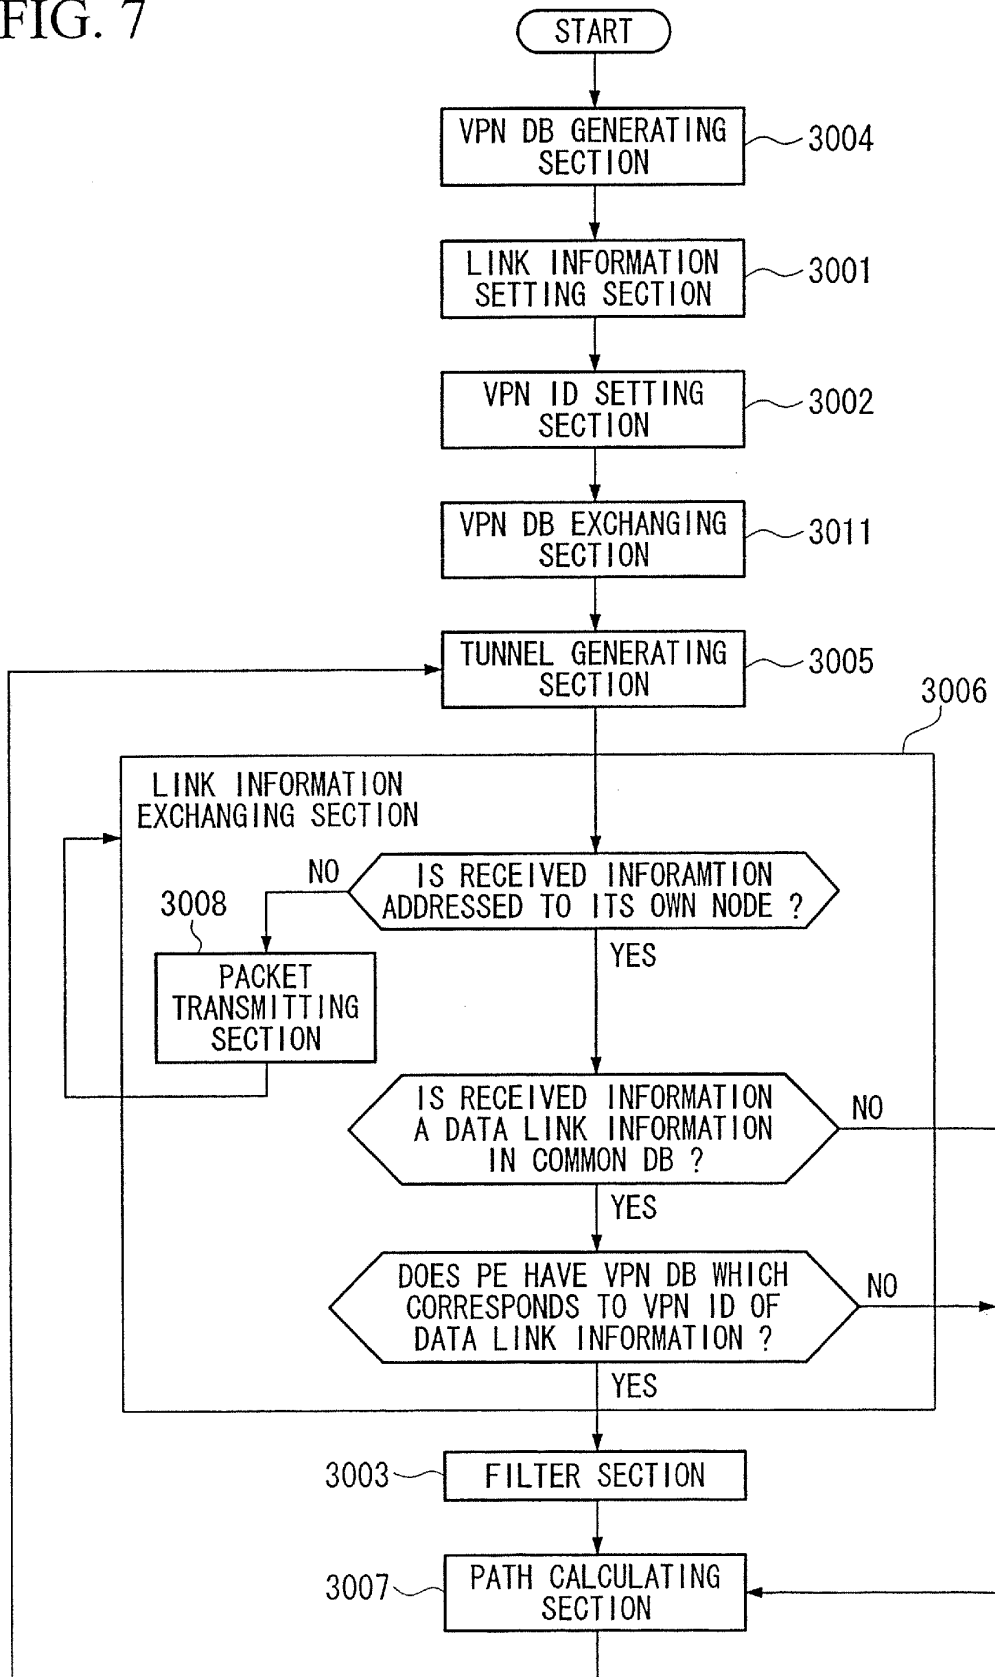 FIG. 7
START
VPN DB GENERATING
SECTION
3004
LINK INFORMATION
SETTING SECTION
3001
VPN ID SETTING
SECTION
3002
VPN DB EXCHANGING
SECTION
3011
TUNNEL GENERATING
SECTION
3005
3006
LINK INFORMATION
EXCHANGING SECTION
NO
IS RECEIVED INFORAMTION
ADDRESSED TO ITS OWN NODE ?
3008
YES
PACKET
TRANSMITTING
SECTION
IS RECEIVED INFORMATION
A DATA LINK INFORMATION
IN COMMON DB ?
NO
YES
DOES PE HAVE VPN DB WHICH
CORRESPONDS TO VPN ID OF
DATA LINK INFORMATION ?
NO
YES
3003
FILTER SECTION
3007
PATH CALCULATING
SECTION